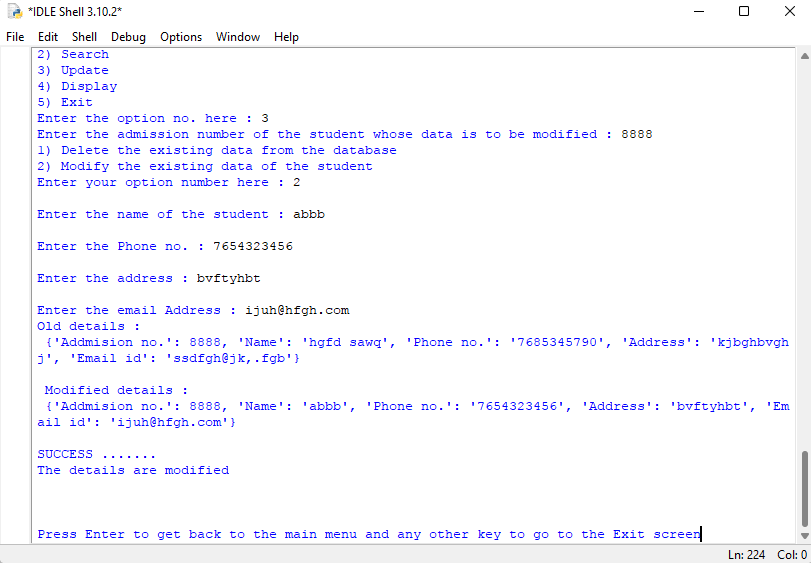 *IDLE Shell 3.10.2*
File Edit Shell Debug Options Window Help
2) Search
3) Update
4) Display
5) Exit
Enter the option no. here : 3
Enter the admission number of the student whose data is to be modified : 8888
1) Delete the existing data from the database
2) Modify the existing data of the student
Enter your option number here : 2
Enter the name of the student : abbb
Enter the Phone no. : 7654323456
Enter the address : bvftyhbt
Enter the email Address : ijuh@hfgh.com
Old details :
{'Addmision no.': 8888, 'Name': 'hgfd sawq', 'Phone no.': '7685345790', 'Address': 'kjbghbvgh
j', 'Email id': 'ssdfgh@jk,.fgb'}
Modified details :
{'Addmision no.': 8888, 'Name': 'abbb', 'Phone no.': '7654323456', 'Address': 'bvftyhbt', 'Em
ail id': 'ijuh@hfgh.com'}
SUCCESS .......
The details are modified
Press Enter to get back to the main menu and any other key to go to the Exit screen
Ln: 224 Col: 0